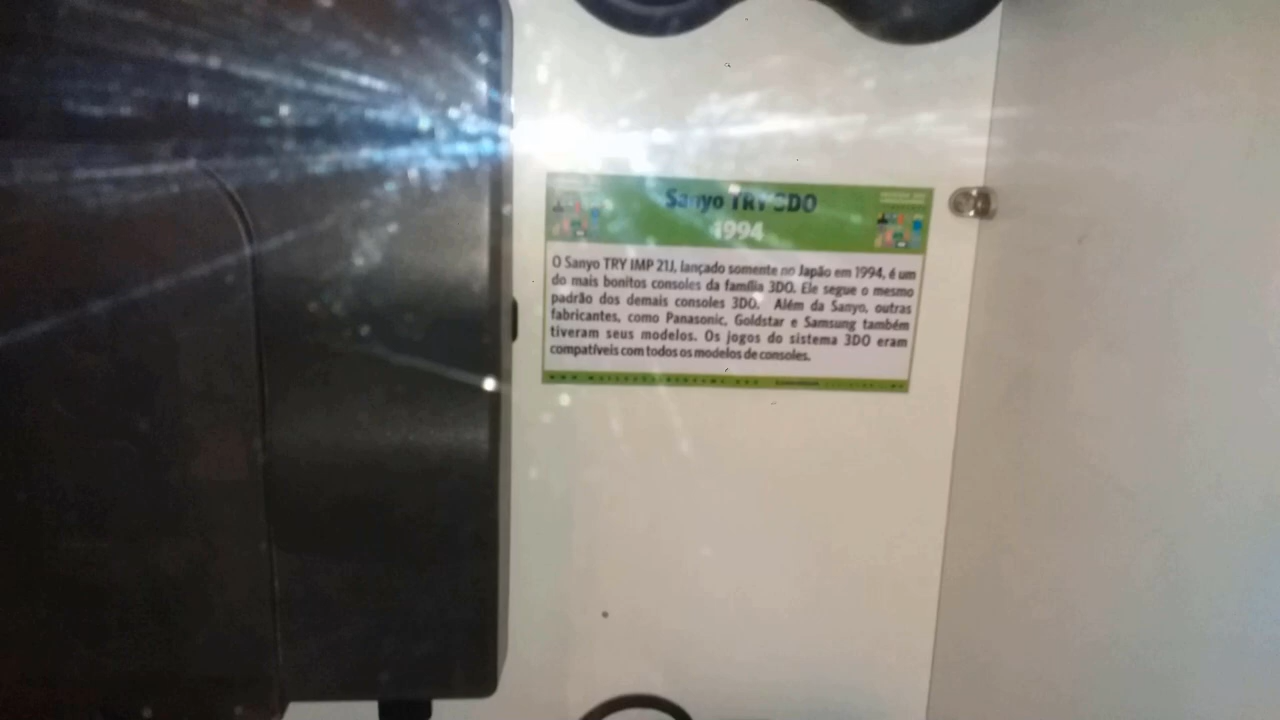 Sanyo TRY 3DO
1994
O Sanyo TRY IMP 21J, lançado somente no Japão em 1994, é um
do mais bonitos consoles da família 3DO. Ele segue o mesmo
padrão dos demais consoles 3DO. Além da Sanyo, outras
fabricantes, como Panasonic, Goldstar e Samsung também
tiveram seus modelos. Os jogos do sistema 3DO eram
compatíveis com todos os modelos de consoles.